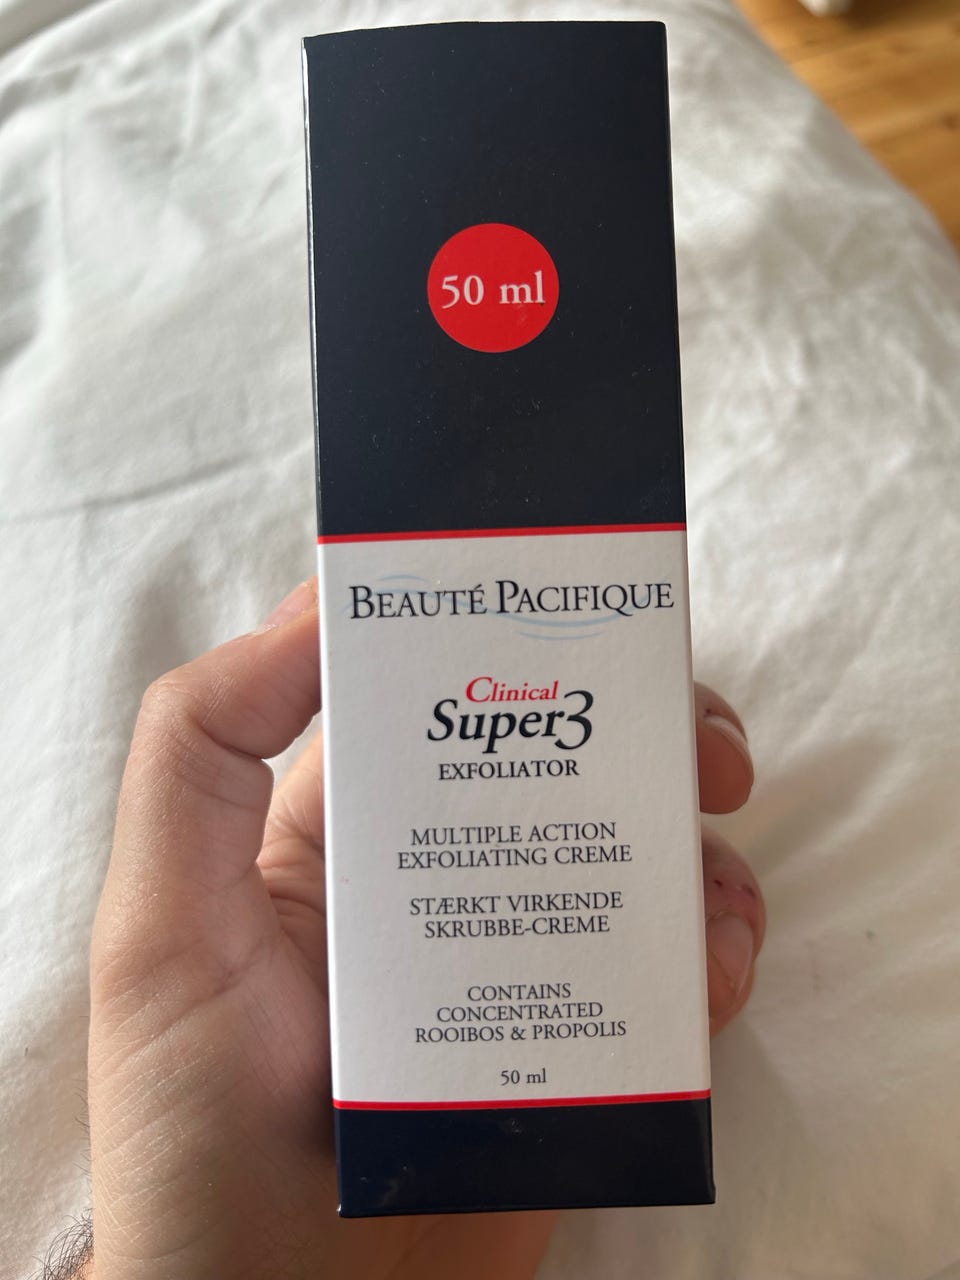 50 ml
BEAUTÉ PACIFIQUE
Clinical
Super3
EXFOLIATOR
MULTIPLE ACTION
EXFOLIATING CREME
STÆRKT VIRKENDE
SKRUBBE-CREME
CONTAINS
CONCENTRATED
ROOIBOS & PROPOLIS
50 ml